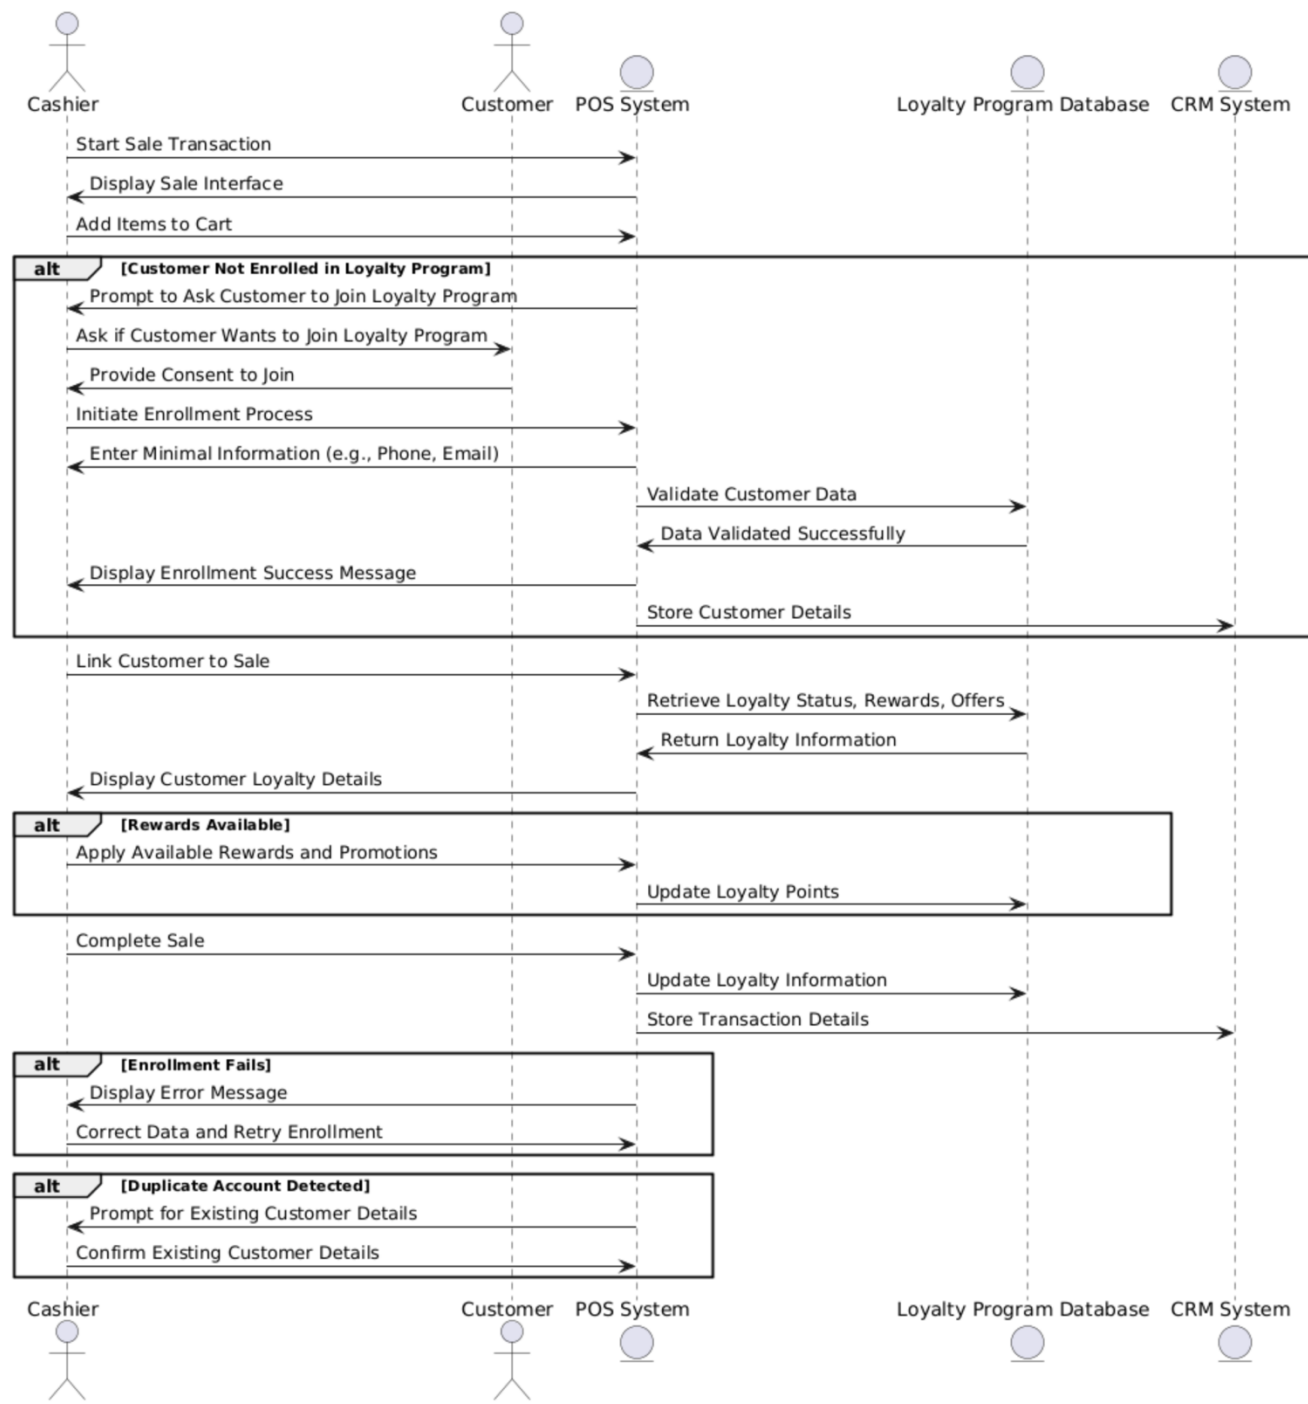 Cashier
Customer
POS System
Loyalty Program Database
CRM System
Start Sale Transaction
Display Sale Interface
Add Items to Cart
alt [Customer Not Enrolled in Loyalty Program]
Prompt to Ask Customer to Join Loyalty Program
Ask if Customer Wants to Join Loyalty Program
Provide Consent to Join
Initiate Enrollment Process
Enter Minimal Information (e.g., Phone, Email)
Validate Customer Data
Data Validated Successfully
Display Enrollment Success Message
Store Customer Details
Link Customer to Sale
Retrieve Loyalty Status, Rewards, Offers
Return Loyalty Information
Display Customer Loyalty Details
alt [Rewards Available]
Apply Available Rewards and Promotions
Update Loyalty Points
Complete Sale
Update Loyalty Information
Store Transaction Details
alt [Enrollment Fails]
Display Error Message
Correct Data and Retry Enrollment
alt [Duplicate Account Detected]
Prompt for Existing Customer Details
Confirm Existing Customer Details
Cashier
Customer
POS System
Loyalty Program Database
CRM System